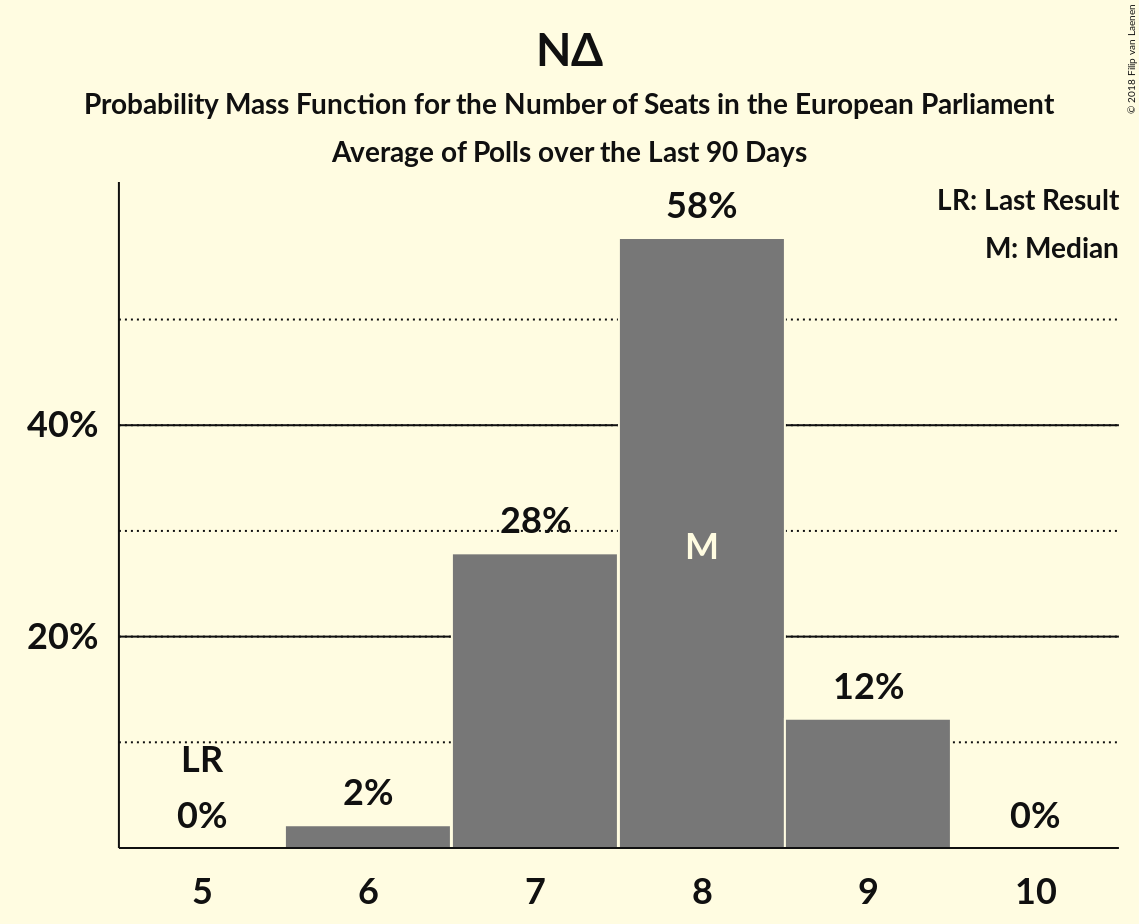 ΝΔ
Probability Mass Function for the Number of Seats in the European Parliament
Average of Polls over the Last 90 Days
© 2018 Filip van Laenen
LR: Last Result
M: Median
58%
40%
28%
M
20%
12%
LR
0%
2%
0%
5 6 7 8 9 10